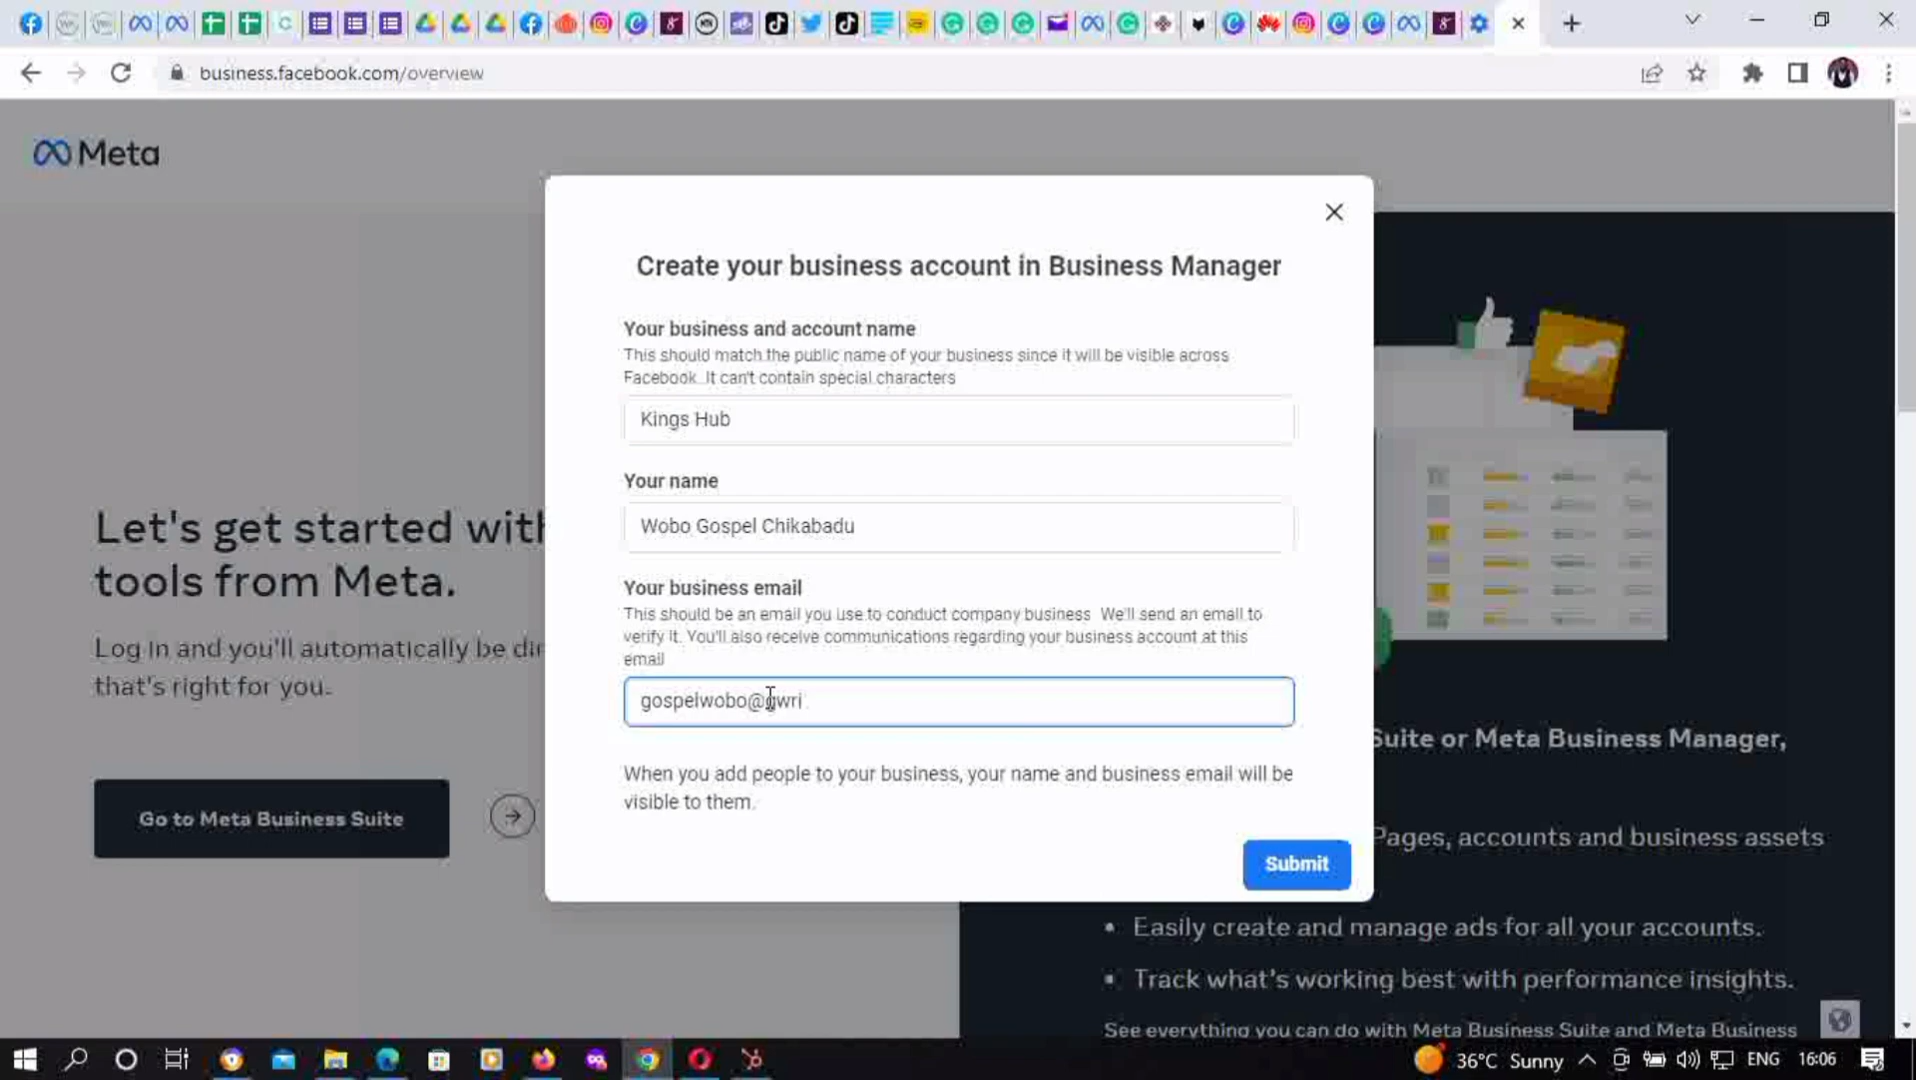 business.facebook.com/overview
Meta
Create your business account in Business Manager
Your business and account name
This should match the public name of your business since it will be visible across
Facebook. It can't contain special characters
Kings Hub
Your name
Wobo Gospel Chikabadu
Your business email
This should be an email you use to conduct company business. We'll send an email to
verify it. You'll also receive communications regarding your business account at this
email
gospelwobo@gwri
When you add people to your business, your name and business email will be
visible to them.
Submit
Let's get started with
tools from Meta.
Log in and you'll automatically be di
that's right for you.
Go to Meta Business Suite
Suite or Meta Business Manager,
Pages, accounts and business assets
• Easily create and manage ads for all your accounts.
• Track what's working best with performance insights.
See everything you can do with Meta Business Suite and Meta Business
36°C Sunny
ENG
16:06